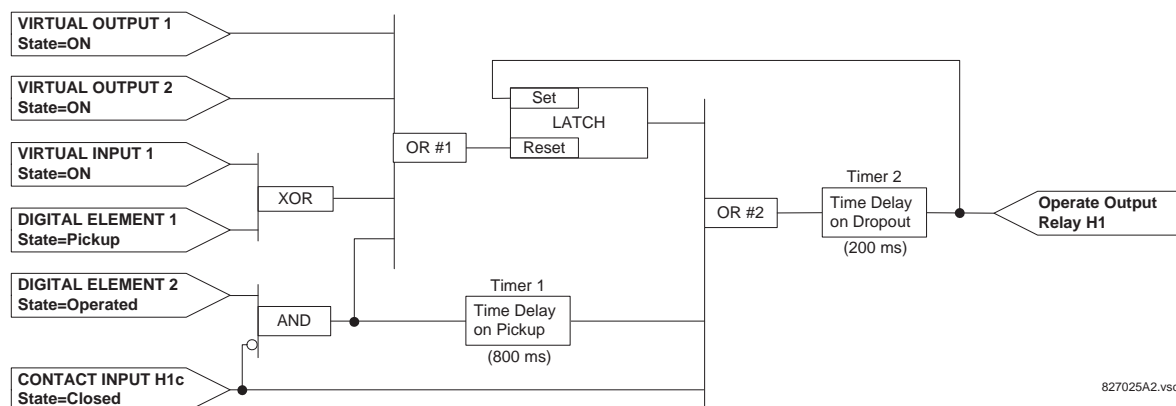 VIRTUAL OUTPUT 1
State=ON
VIRTUAL OUTPUT 2
State=ON
VIRTUAL INPUT 1
State=ON
DIGITAL ELEMENT 1
State=Pickup
DIGITAL ELEMENT 2
State=Operated
CONTACT INPUT H1c
State=Closed
XOR
AND
OR #1
Set
LATCH
Reset
Timer 1
Time Delay
on Pickup
(800 ms)
OR #2
Timer 2
Time Delay
on Dropout
(200 ms)
Operate Output
Relay H1
827025A2.vsd